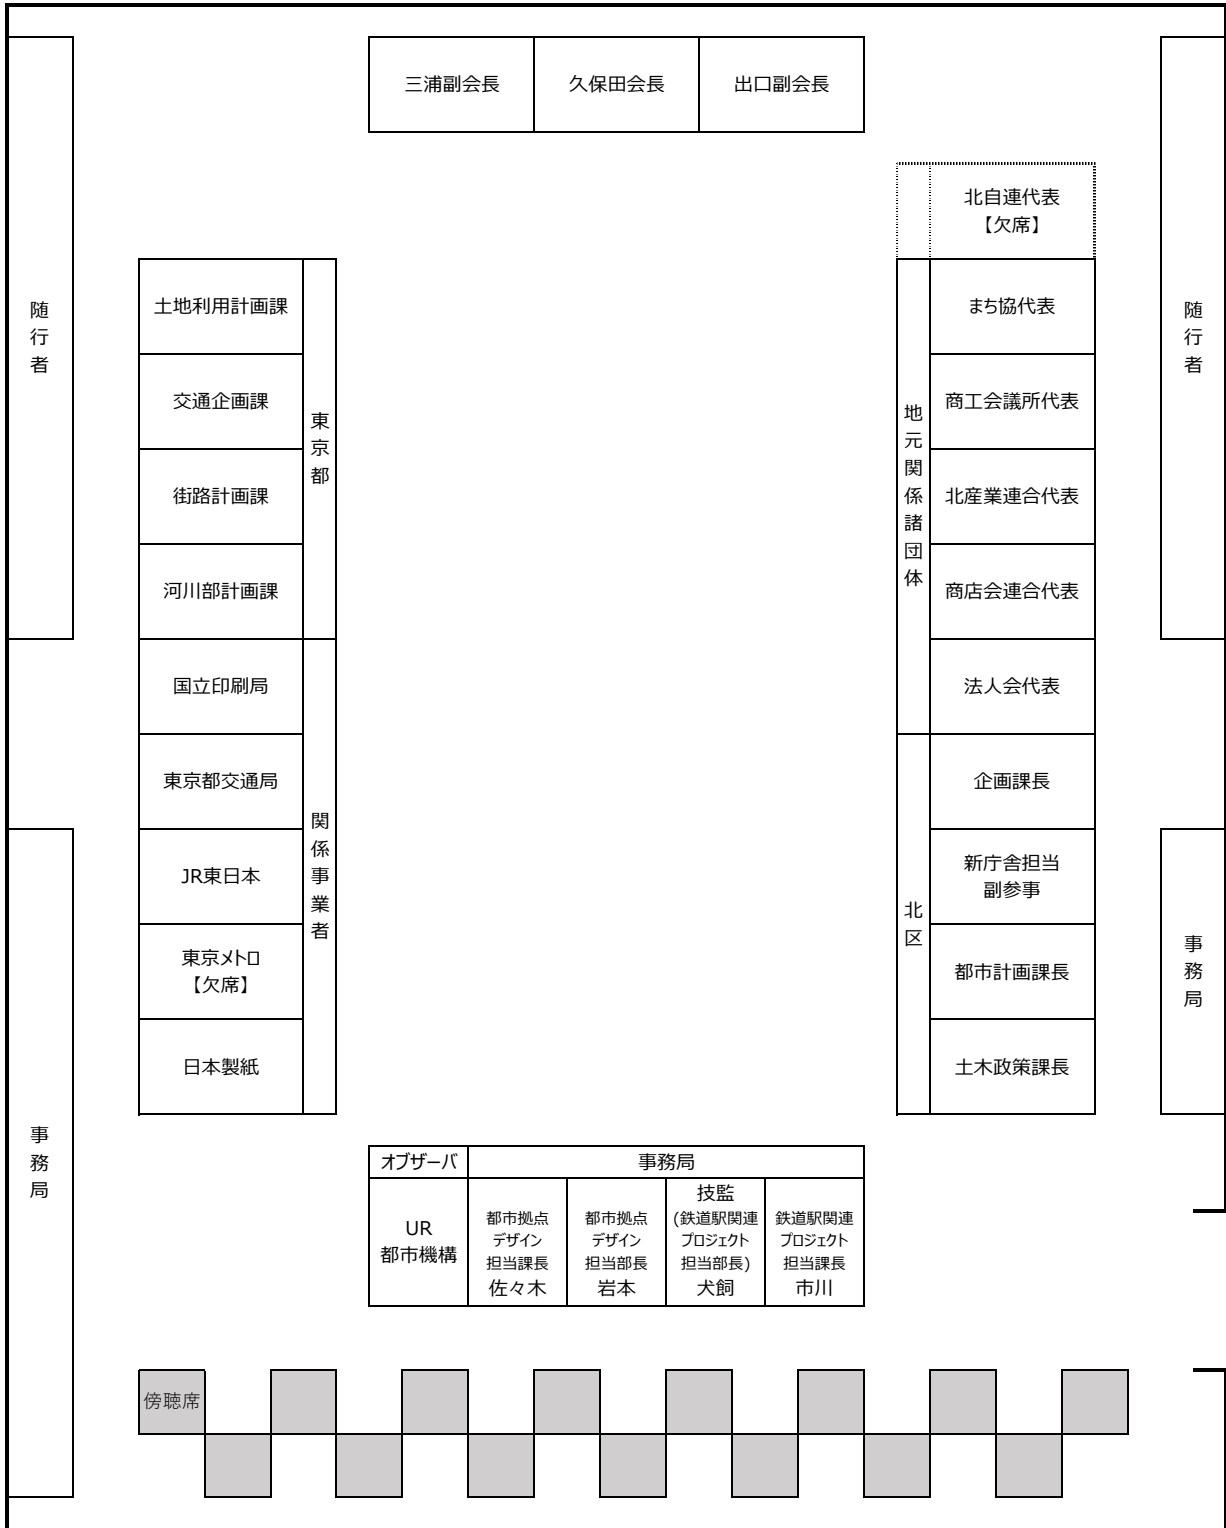 三浦副会長
久保田会長
出口副会長
随行者
北自連代表
【欠席】
随行者
土地利用計画課
交通企画課
街路計画課
河川部計画課
東京都
国立印刷局
東京都交通局
JR東日本
東京メトロ
【欠席】
日本製紙
関係事業者
地元関係諸団体
まち協代表
商工会議所代表
北産業連合代表
商店会連合代表
法人会代表
北区
企画課長
新庁舎担当
副参事
都市計画課長
土木政策課長
事務局
事務局
オブザーバ
事務局
UR
都市機構
都市拠点
デザイン
担当課長
佐々木
都市拠点
デザイン
担当部長
岩本
技監
(鉄道駅関連
プロジェクト
担当部長)
犬飼
鉄道駅関連
プロジェクト
担当課長
市川
傍聴席